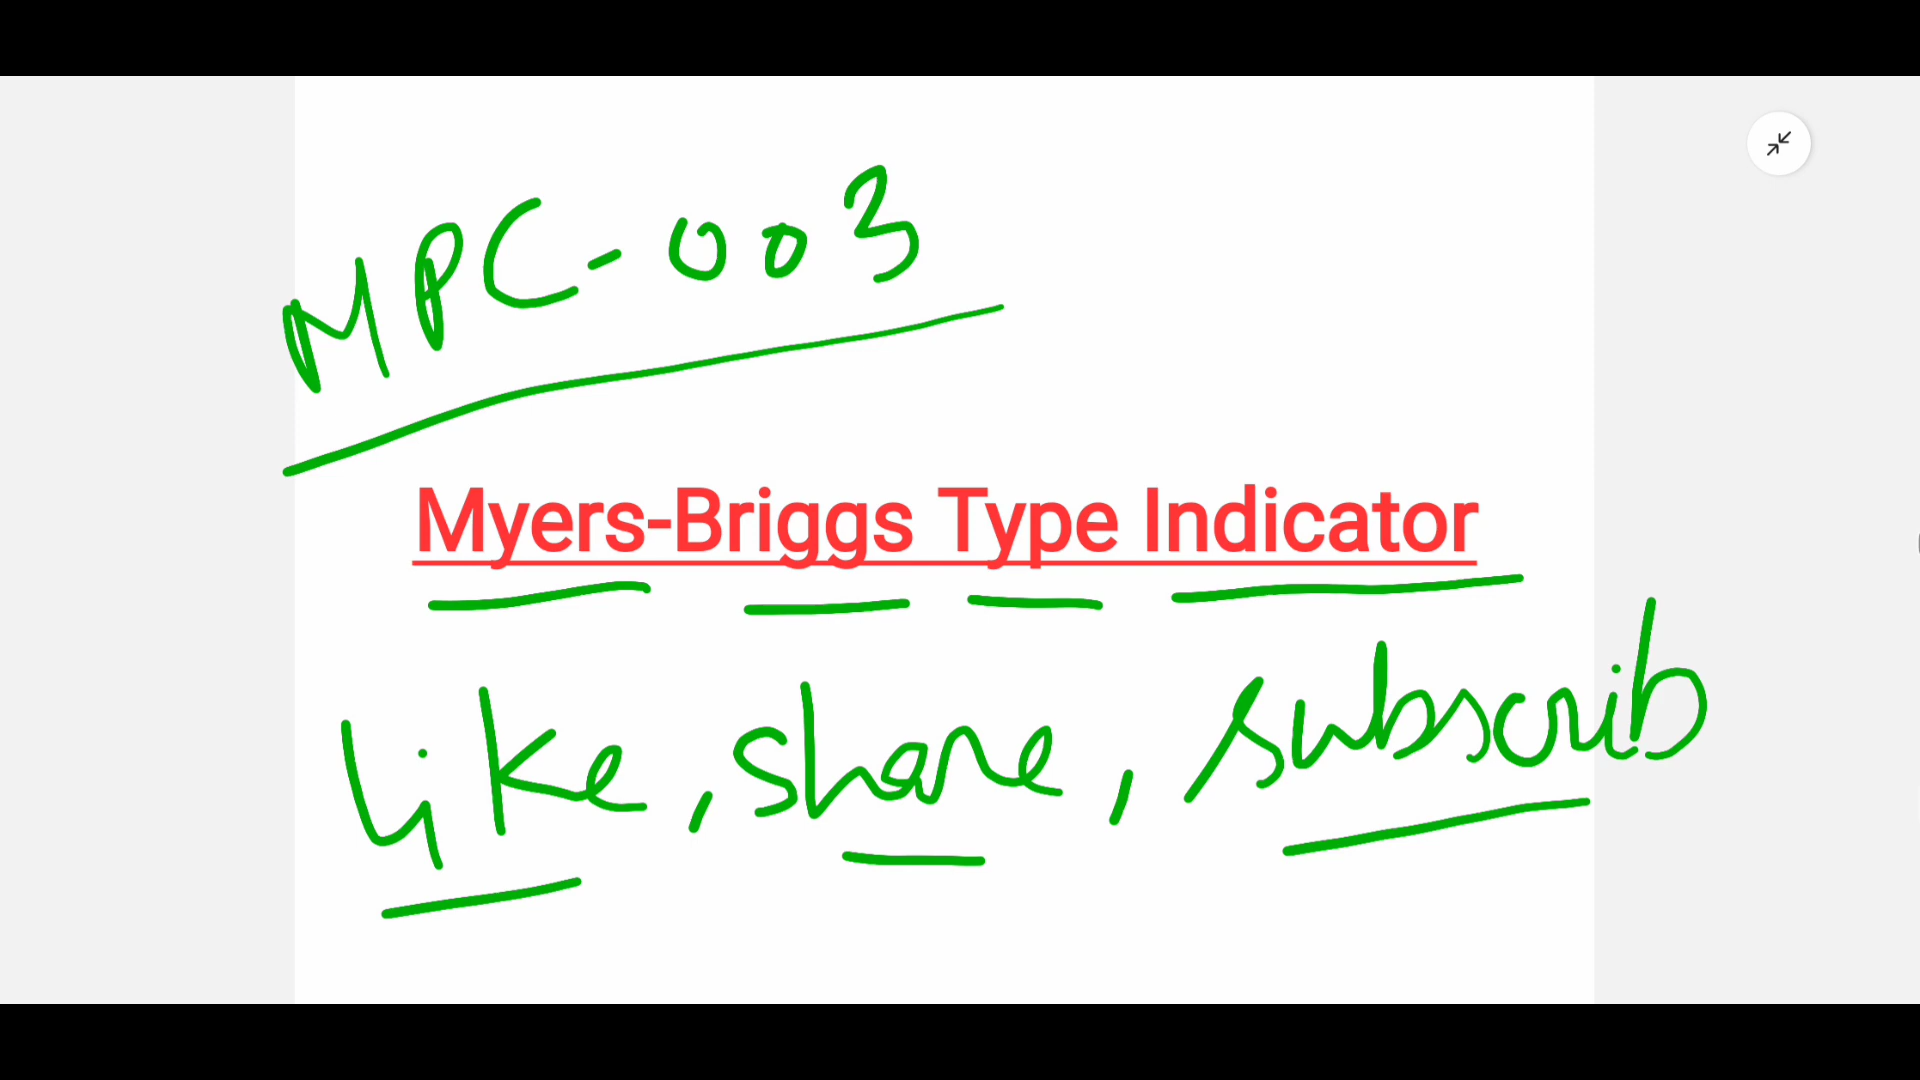 MPC-003
Myers-Briggs Type Indicator
Like, share, subscrib